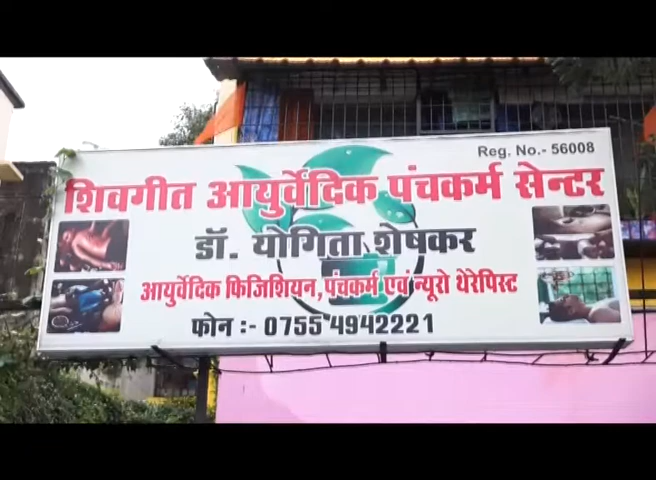 Reg. No.- 56008
शिवगीत आयुर्वेदिक पंचकर्म सेन्टर
डॉ. योगिता शेषकर
आयुर्वेदिक फिजिशियन, पंचकर्म एवं न्यूरो थेरेपिस्ट
फोन :- 0755 4942221